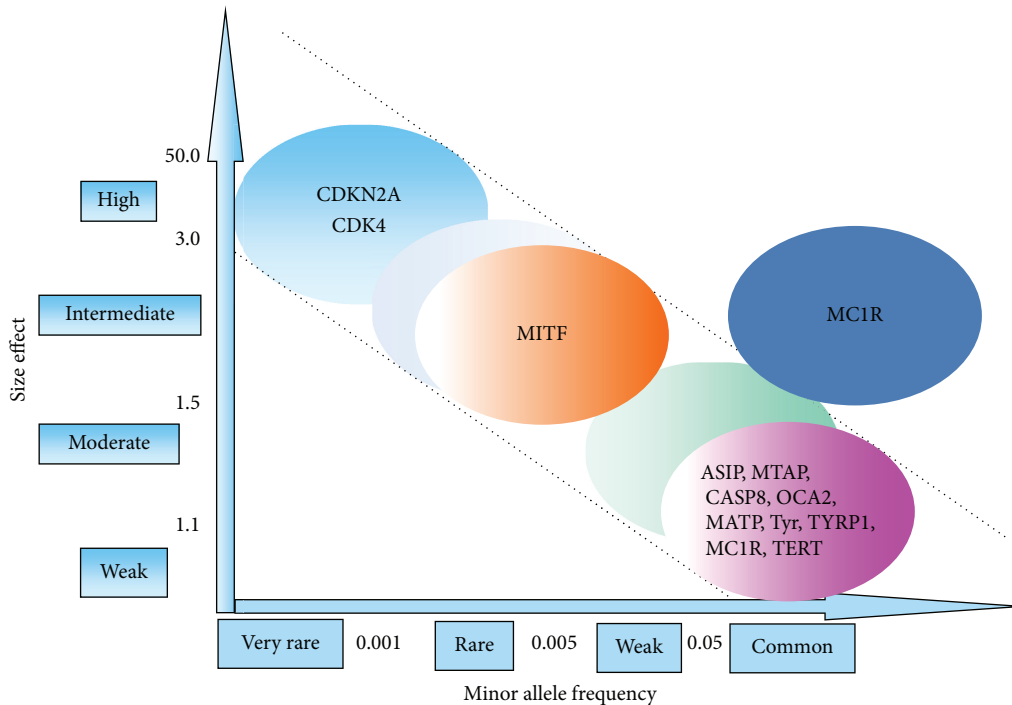 50.0
High
CDKN2A
CDK4
3.0
Intermediate
MITF
MC1R
Size effect
1.5
Moderate
ASIP, MTAP,
CASP8, OCA2,
MATP, Tyr, TYRP1,
MC1R, TERT
1.1
Weak
Very rare
0.001
Rare
0.005
Weak
0.05
Common
Minor allele frequency